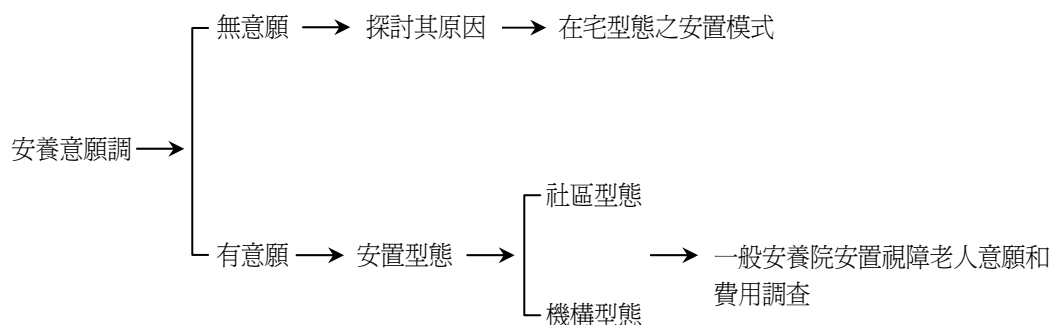 無意願
探討其原因
在宅型態之安置模式
安養意願調
社區型態
有意願
安置型態
一般安養院安置視障老人意願和
費用調查
機構型態